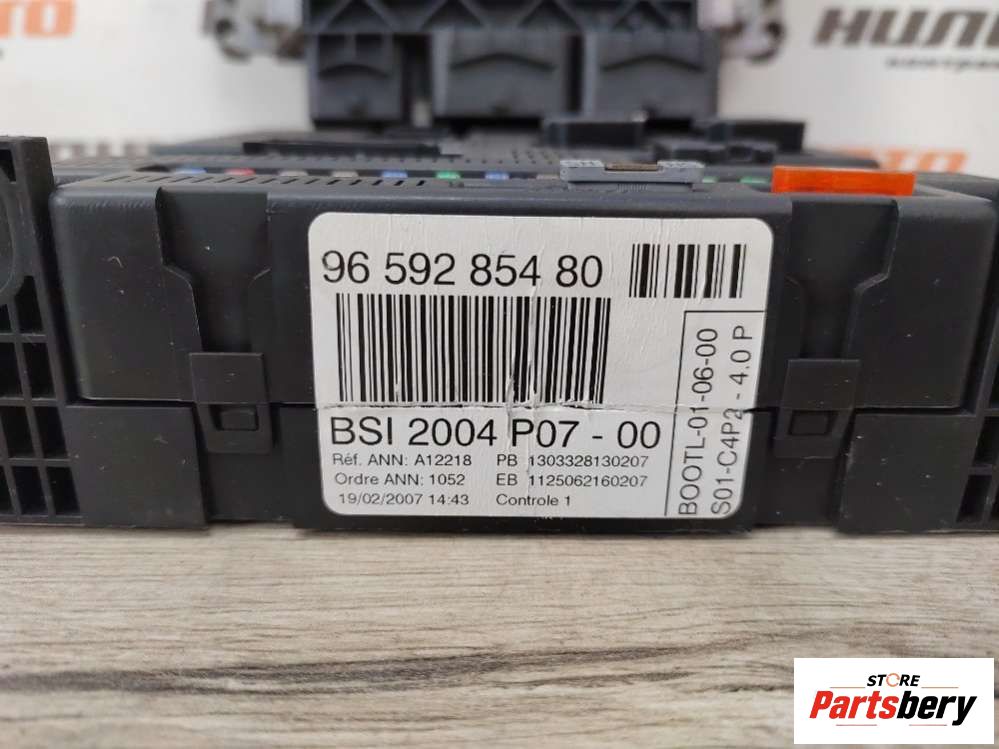 96 592 854 80
BSI 2004 P07 - 00
Réf. ANN: A12218 PB 1303328130207
Ordre ANN: 1052 EB 1125062160207
19/02/2007 14:43 Controle 1
BOOTL-01-06-00
S01-C4P2 - 4.0 P
STORE
Partsbery